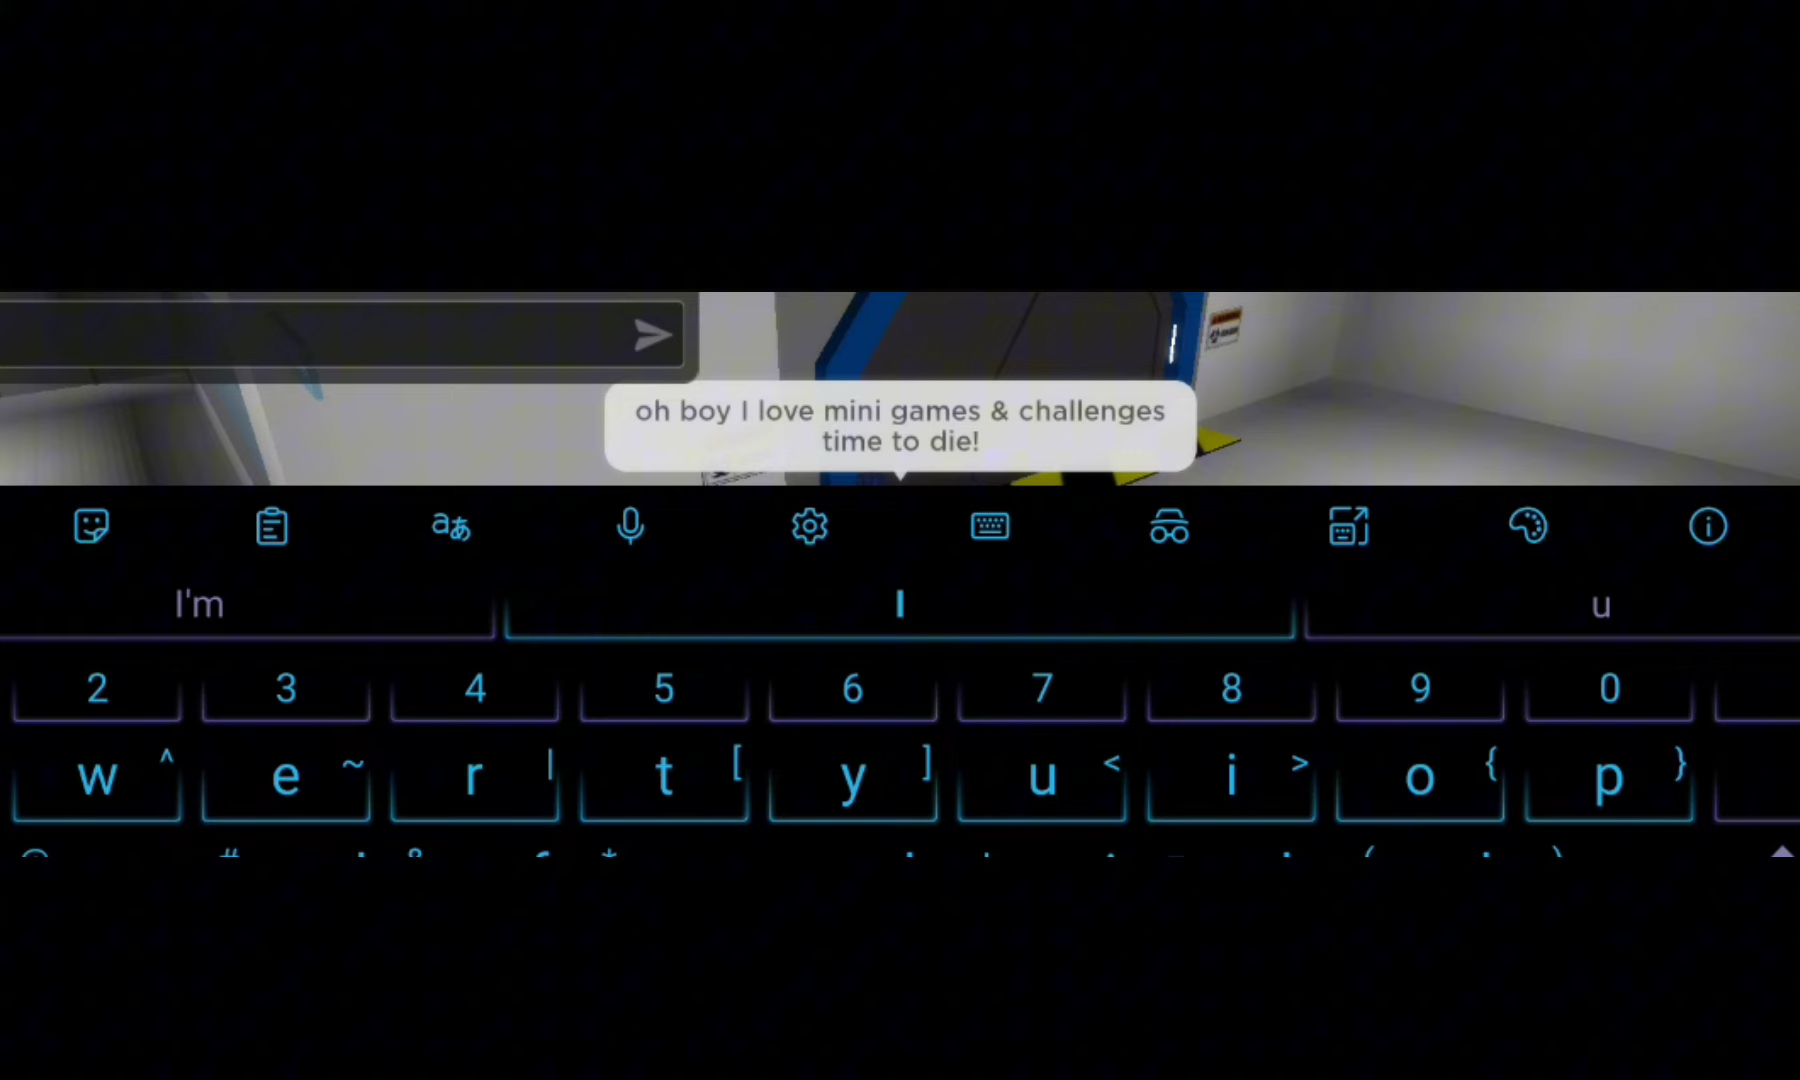 oh boy I love mini games & challenges
time to die!
I'm I u
2 3 4 5 6 7 8 9 0
w ^ e ~ r | t [ y ] u < i > o { p }